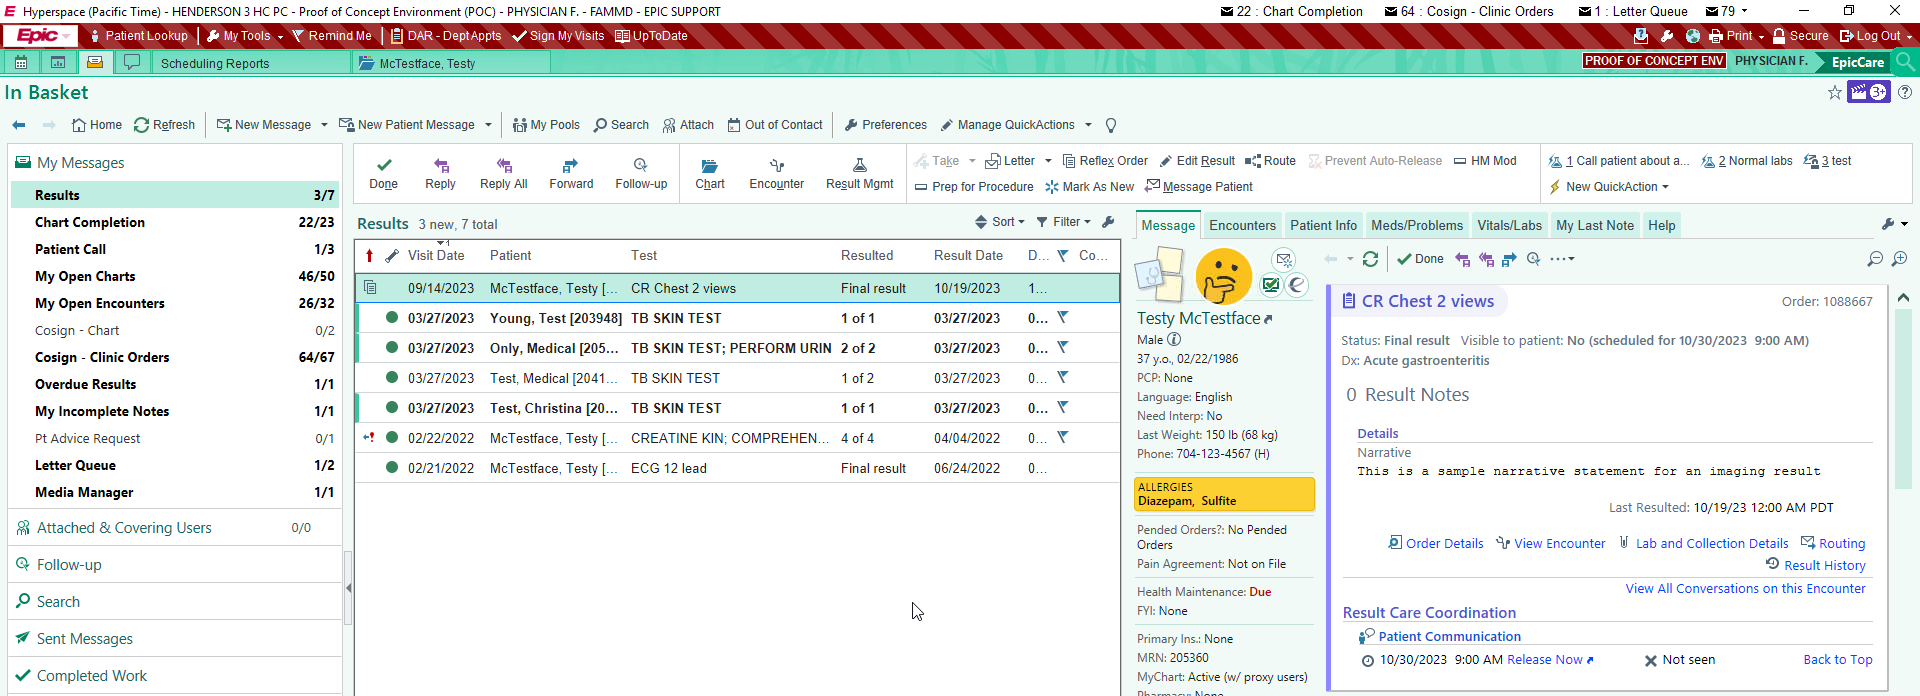 Hyperspace (Pacific Time) - HENDERSON 3 HC PC - Proof of Concept Environment (POC) - PHYSICIAN F. - FAMMD - EPIC SUPPORT
22 : Chart Completion 64 : Cosign - Clinic Orders 1 : Letter Queue 79
Epic Patient Lookup My Tools Remind Me DAR - Dept Appts Sign My Visits UpToDate Print Secure Log Out
Scheduling Reports McTestface, Testy PROOF OF CONCEPT ENV PHYSICIAN F. EpicCare
In Basket 3+
Home Refresh New Message New Patient Message My Pools Search Attach Out of Contact Preferences Manage QuickActions
My Messages
Results 3/7
Chart Completion 22/23
Patient Call 1/3
My Open Charts 46/50
My Open Encounters 26/32
Cosign - Chart 0/2
Cosign - Clinic Orders 64/67
Overdue Results 1/1
My Incomplete Notes 1/1
Pt Advice Request 0/1
Letter Queue 1/2
Media Manager 1/1
Attached & Covering Users 0/0
Follow-up
Search
Sent Messages
Completed Work
Done Reply Reply All Forward Follow-up Chart Encounter Result Mgmt
Take Letter Reflex Order Edit Result Route Prevent Auto-Release HM Mod
Prep for Procedure Mark As New Message Patient
1 Call patient about a... 2 Normal labs 3 test
New QuickAction
Results 3 new, 7 total Sort Filter
Visit Date Patient Test Resulted Result Date D... Co...
09/14/2023 McTestface, Testy [... CR Chest 2 views Final result 10/19/2023 1...
03/27/2023 Young, Test [203948] TB SKIN TEST 1 of 1 03/27/2023 0...
03/27/2023 Only, Medical [205... TB SKIN TEST; PERFORM URIN 2 of 2 03/27/2023 0...
03/27/2023 Test, Medical [2041... TB SKIN TEST 1 of 2 03/27/2023 0...
03/27/2023 Test, Christina [20... TB SKIN TEST 1 of 1 03/27/2023 0...
02/22/2022 McTestface, Testy [... CREATINE KIN; COMPREHEN... 4 of 4 04/04/2022 0...
02/21/2022 McTestface, Testy [... ECG 12 lead Final result 06/24/2022 0...
Message Encounters Patient Info Meds/Problems Vitals/Labs My Last Note Help
Testy McTestface
Male
37 y.o., 02/22/1986
PCP: None
Language: English
Need Interp: No
Last Weight: 150 lb (68 kg)
Phone: 704-123-4567 (H)
ALLERGIES
Diazepam, Sulfite
Pended Orders?: No Pended
Orders
Pain Agreement: Not on File
Health Maintenance: Due
FYI: None
Primary Ins.: None
MRN: 205360
MyChart: Active (w/ proxy users)
Pharmacy: None
Done
CR Chest 2 views Order: 1088667
Status: Final result Visible to patient: No (scheduled for 10/30/2023 9:00 AM)
Dx: Acute gastroenteritis
0 Result Notes
Details
Narrative
This is a sample narrative statement for an imaging result
Last Resulted: 10/19/23 12:00 AM PDT
Order Details View Encounter Lab and Collection Details Routing
Result History
View All Conversations on this Encounter
Result Care Coordination
Patient Communication
10/30/2023 9:00 AM Release Now Not seen Back to Top